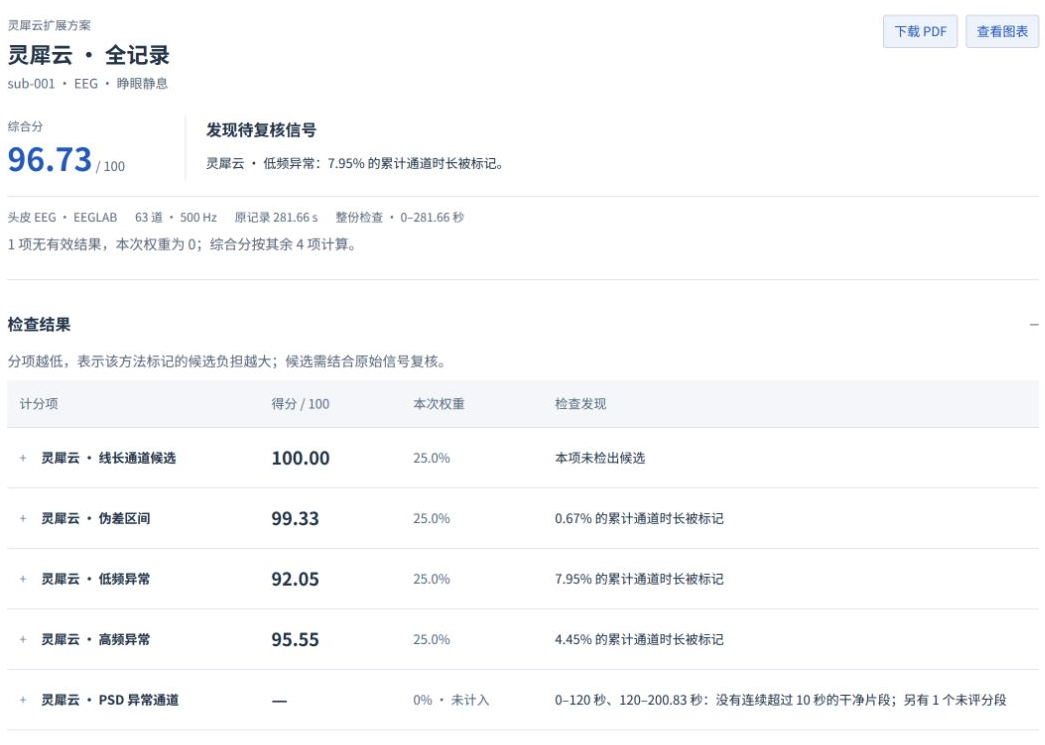 灵犀云扩展方案
下载 PDF
查看图表
灵犀云 · 全记录
sub-001 · EEG · 睁眼静息
综合分
96.73 / 100
发现待复核信号
灵犀云 · 低频异常：7.95% 的累计通道时长被标记。
头皮 EEG · EEGLAB 63 道 · 500 Hz 原记录 281.66 s 整份检查 · 0–281.66 秒
1 项无有效结果，本次权重为 0；综合分按其余 4 项计算。
检查结果 –
分项越低，表示该方法标记的候选负担越大；候选需结合原始信号复核。
计分项 得分 / 100 本次权重 检查发现
+ 灵犀云 · 线长通道候选 100.00 25.0% 本项未检出候选
+ 灵犀云 · 伪差区间 99.33 25.0% 0.67% 的累计通道时长被标记
+ 灵犀云 · 低频异常 92.05 25.0% 7.95% 的累计通道时长被标记
+ 灵犀云 · 高频异常 95.55 25.0% 4.45% 的累计通道时长被标记
+ 灵犀云 · PSD 异常通道 — 0% · 未计入 0–120 秒、120–200.83 秒：没有连续超过 10 秒的干净片段；另有 1 个未评分段